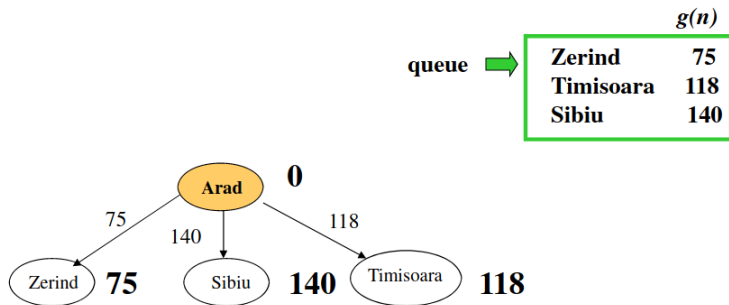 g(n)
queue
Zerind 75
Timisoara 118
Sibiu 140
Arad 0
75
140
118
Zerind 75
Sibiu 140
Timisoara 118